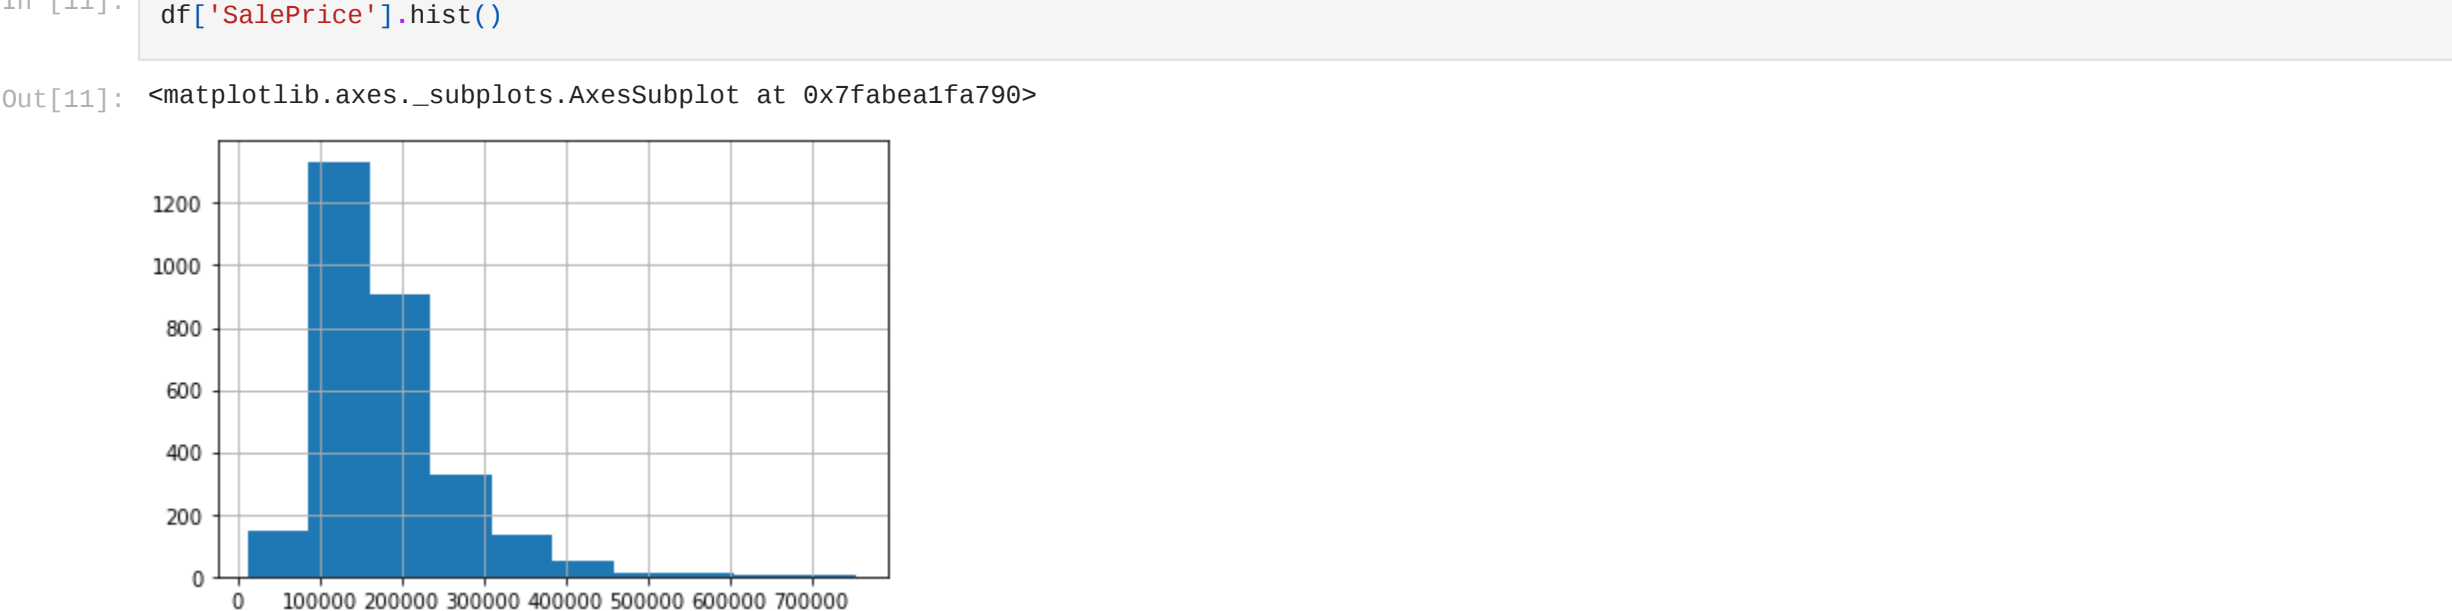 In [11]:
df['SalePrice'].hist()
Out[11]:
<matplotlib.axes._subplots.AxesSubplot at 0x7fabea1fa790>
1200
1000
800
600
400
200
0
0 100000 200000 300000 400000 500000 600000 700000